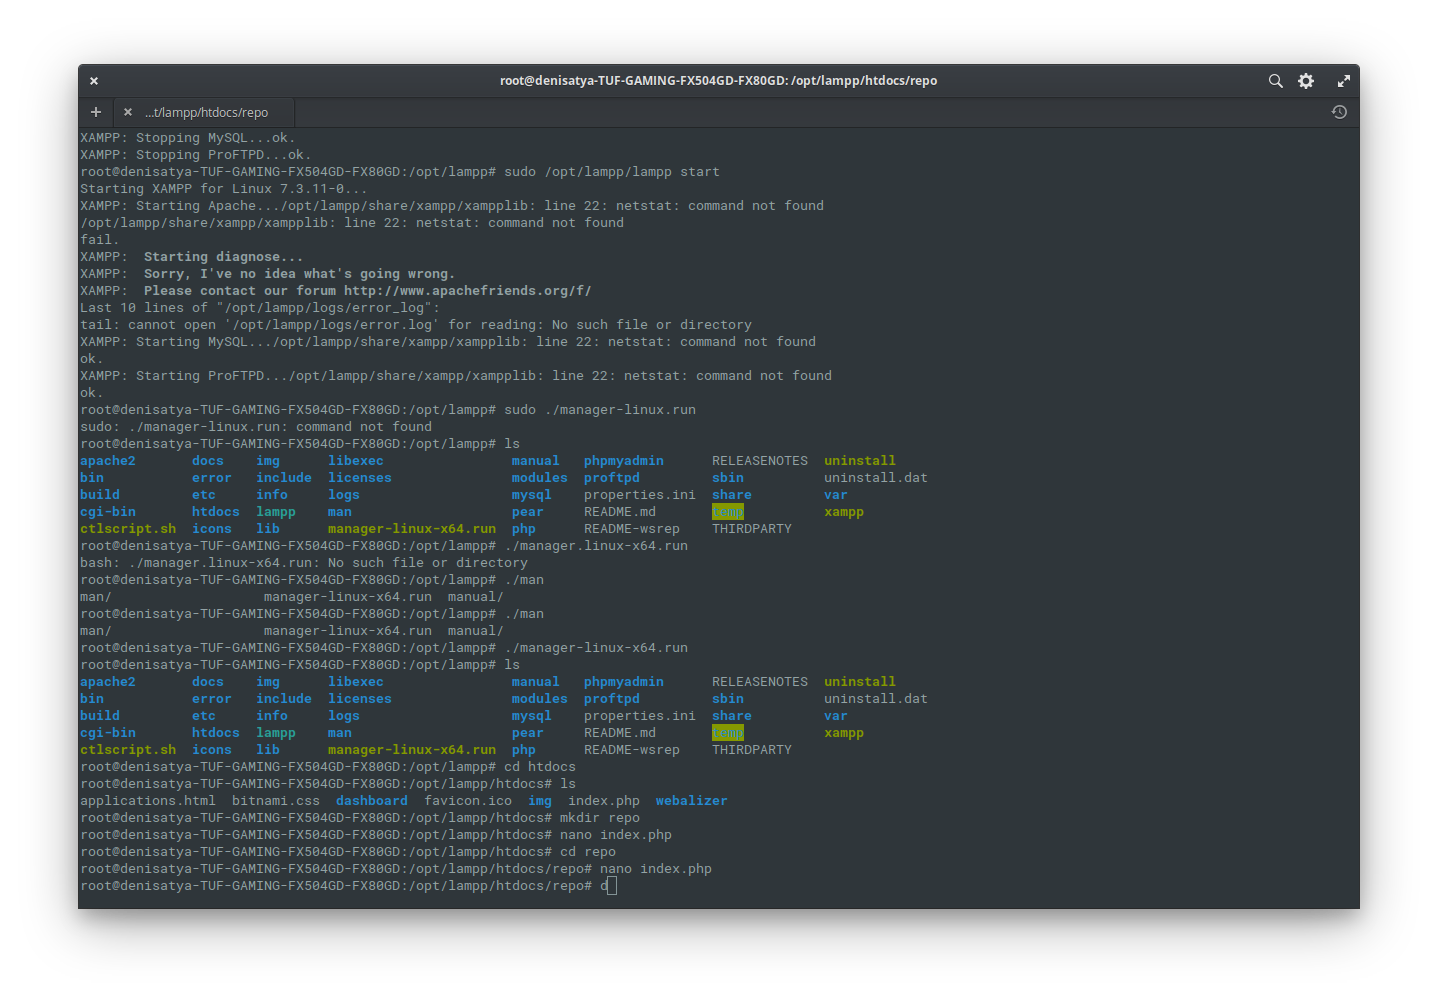 root@denisatya-TUF-GAMING-FX504GD-FX80GD: /opt/lampp/htdocs/repo
...t/lampp/htdocs/repo
XAMPP: Stopping MySQL...ok.
XAMPP: Stopping ProFTPD...ok.
root@denisatya-TUF-GAMING-FX504GD-FX80GD:/opt/lampp# sudo /opt/lampp/lampp start
Starting XAMPP for Linux 7.3.11-0...
XAMPP: Starting Apache.../opt/lampp/share/xampp/xampplib: line 22: netstat: command not found
/opt/lampp/share/xampp/xampplib: line 22: netstat: command not found
fail.
XAMPP:  Starting diagnose...
XAMPP:  Sorry, I've no idea what's going wrong.
XAMPP:  Please contact our forum http://www.apachefriends.org/f/
Last 10 lines of "/opt/lampp/logs/error_log":
tail: cannot open '/opt/lampp/logs/error.log' for reading: No such file or directory
XAMPP: Starting MySQL.../opt/lampp/share/xampp/xampplib: line 22: netstat: command not found
ok.
XAMPP: Starting ProFTPD.../opt/lampp/share/xampp/xampplib: line 22: netstat: command not found
ok.
root@denisatya-TUF-GAMING-FX504GD-FX80GD:/opt/lampp# sudo ./manager-linux.run
sudo: ./manager-linux.run: command not found
root@denisatya-TUF-GAMING-FX504GD-FX80GD:/opt/lampp# ls
apache2 docs img libexec manual phpmyadmin RELEASENOTES uninstall
bin error include licenses modules proftpd sbin uninstall.dat
build etc info logs mysql properties.ini share var
cgi-bin htdocs lampp man pear README.md temp xampp
ctlscript.sh icons lib manager-linux-x64.run php README-wsrep THIRDPARTY
root@denisatya-TUF-GAMING-FX504GD-FX80GD:/opt/lampp# ./manager.linux-x64.run
bash: ./manager.linux-x64.run: No such file or directory
root@denisatya-TUF-GAMING-FX504GD-FX80GD:/opt/lampp# ./man
man/ manager-linux-x64.run manual/
root@denisatya-TUF-GAMING-FX504GD-FX80GD:/opt/lampp# ./man
man/ manager-linux-x64.run manual/
root@denisatya-TUF-GAMING-FX504GD-FX80GD:/opt/lampp# ./manager-linux-x64.run
root@denisatya-TUF-GAMING-FX504GD-FX80GD:/opt/lampp# ls
apache2 docs img libexec manual phpmyadmin RELEASENOTES uninstall
bin error include licenses modules proftpd sbin uninstall.dat
build etc info logs mysql properties.ini share var
cgi-bin htdocs lampp man pear README.md temp xampp
ctlscript.sh icons lib manager-linux-x64.run php README-wsrep THIRDPARTY
root@denisatya-TUF-GAMING-FX504GD-FX80GD:/opt/lampp# cd htdocs
root@denisatya-TUF-GAMING-FX504GD-FX80GD:/opt/lampp/htdocs# ls
applications.html bitnami.css dashboard favicon.ico img index.php webalizer
root@denisatya-TUF-GAMING-FX504GD-FX80GD:/opt/lampp/htdocs# mkdir repo
root@denisatya-TUF-GAMING-FX504GD-FX80GD:/opt/lampp/htdocs# nano index.php
root@denisatya-TUF-GAMING-FX504GD-FX80GD:/opt/lampp/htdocs# cd repo
root@denisatya-TUF-GAMING-FX504GD-FX80GD:/opt/lampp/htdocs/repo# nano index.php
root@denisatya-TUF-GAMING-FX504GD-FX80GD:/opt/lampp/htdocs/repo# d